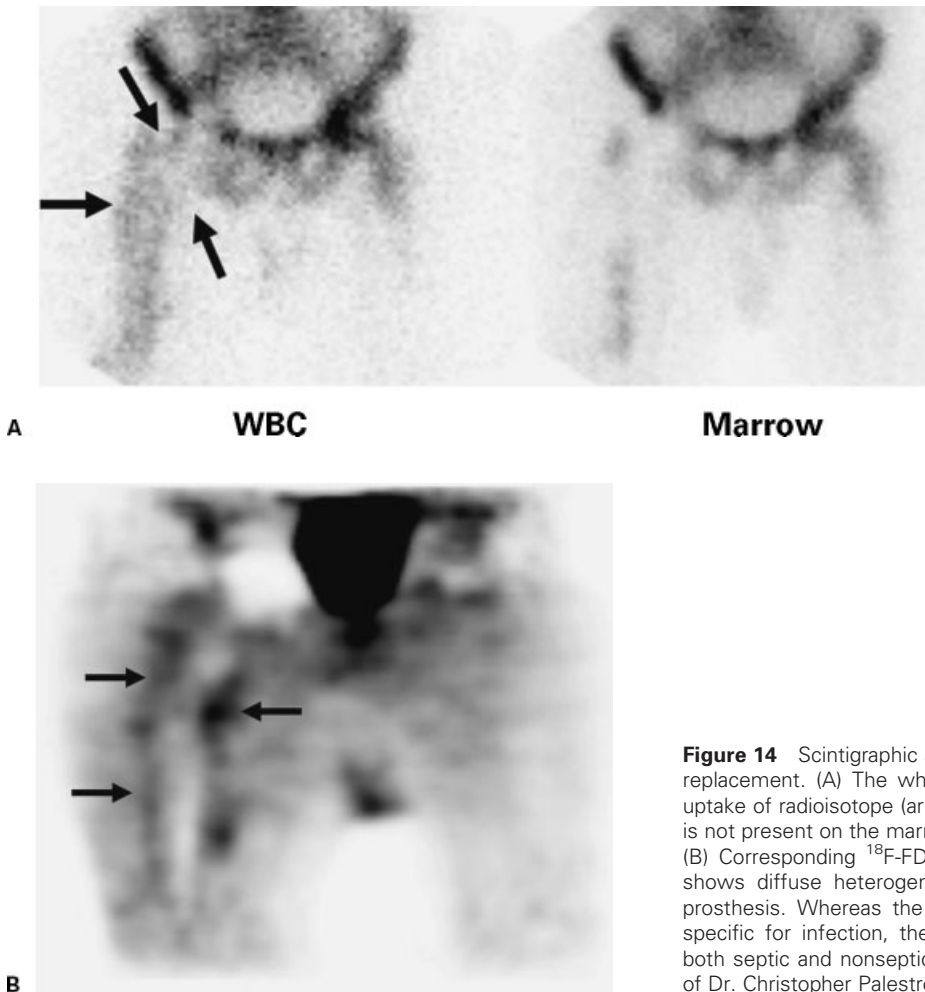 A
WBC
Marrow
B
Figure 14 Scintigraphic
replacement. (A) The wh
uptake of radioisotope (ar
is not present on the marr
(B) Corresponding 18F-FD
shows diffuse heterogen
prosthesis. Whereas the
specific for infection, the
both septic and nonseptic
of Dr. Christopher Palestro